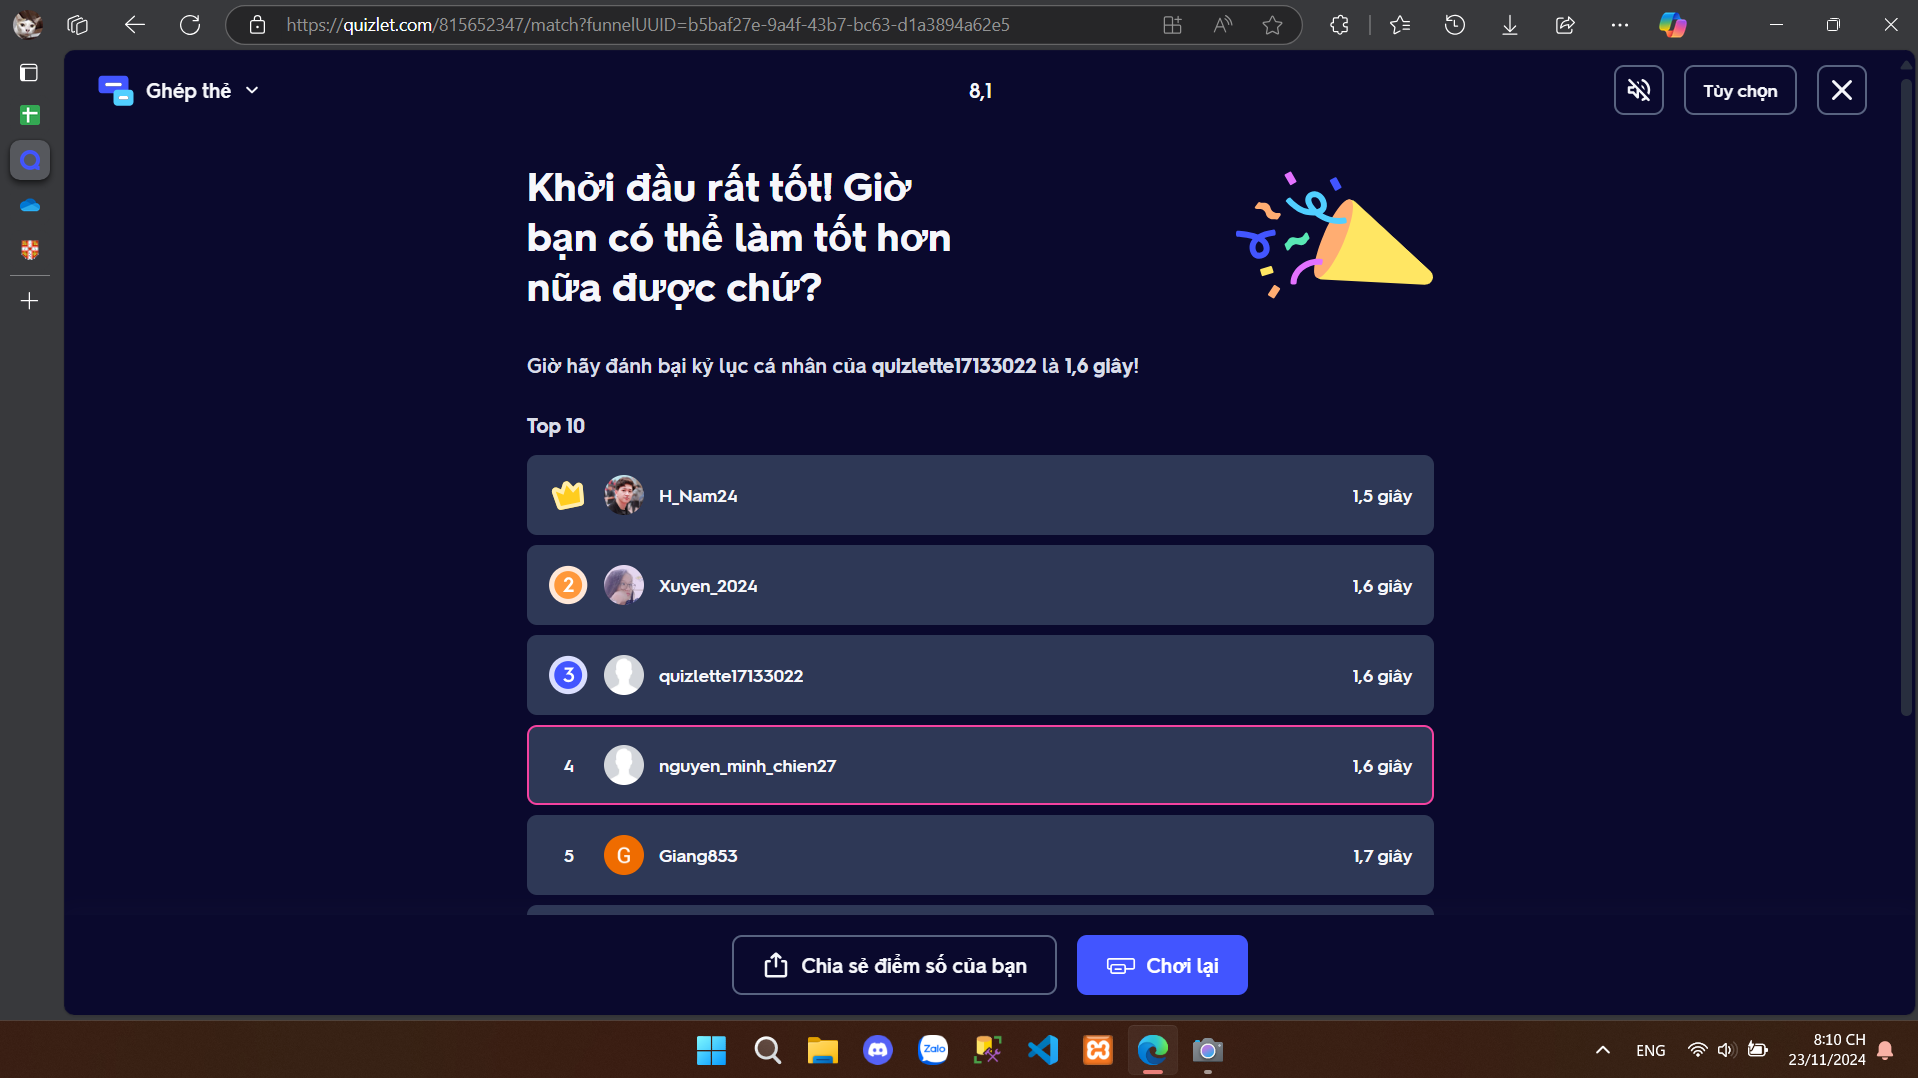 https://quizlet.com/815652347/match?funnelUUID=b5baf27e-9a4f-43b7-bc63-d1a3894a62e5
Ghép thẻ
8,1
Tùy chọn
Khởi đầu rất tốt! Giờ
bạn có thể làm tốt hơn
nữa được chứ?
Giờ hãy đánh bại kỷ lục cá nhân của quizlette17133022 là 1,6 giây!
Top 10
H_Nam24 1,5 giây
2 Xuyen_2024 1,6 giây
3 quizlette17133022 1,6 giây
4 nguyen_minh_chien27 1,6 giây
5 G Giang853 1,7 giây
Chia sẻ điểm số của bạn
Chơi lại
Zalo
ENG
8:10 CH
23/11/2024